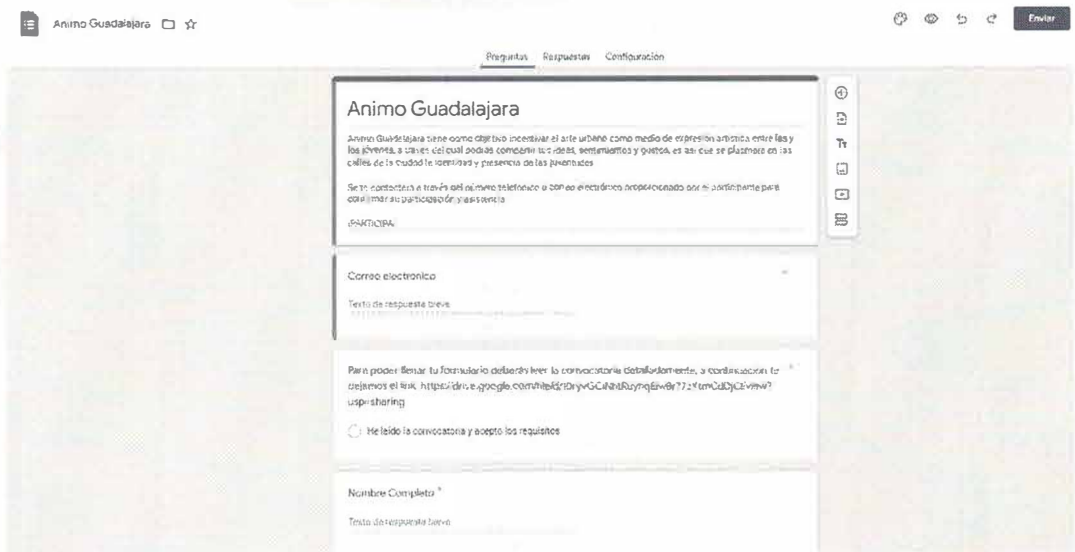 Animo Guadalajara
Enviar
Preguntas Respuestas Configuración
Animo Guadalajara
Animo Guadalajara tiene como objetivo incentivar el arte urbano como medio de expresión artística entre las y
los jóvenes, a través del cual podrás compartir tus ideas, sentimientos y gustos, es así que se plasmará en las
calles de la ciudad la identidad y presencia de las juventudes
Se te contactará a través del número telefónico o correo electrónico proporcionado por el participante para
confirmar su participación y asistencia
¡PARTICIPA!
Correo electronico *
Texto de respuesta breve
Para poder llenar tu formulario deberás leer la convocatoria detalladamente, a continuación te *
dejamos el link
usp=sharing
He leído la convocatoria y acepto los requisitos
Nombre Completo *
Texto de respuesta breve